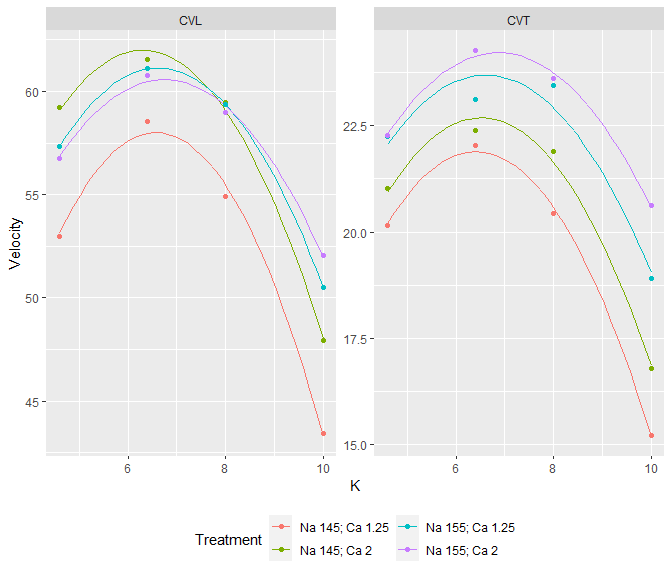 CVL
CVT
Velocity
60
55
50
45
22.5
20.0
17.5
15.0
6
8
10
6
8
10
K
Treatment
Na 145; Ca 1.25
Na 155; Ca 1.25
Na 145; Ca 2
Na 155; Ca 2